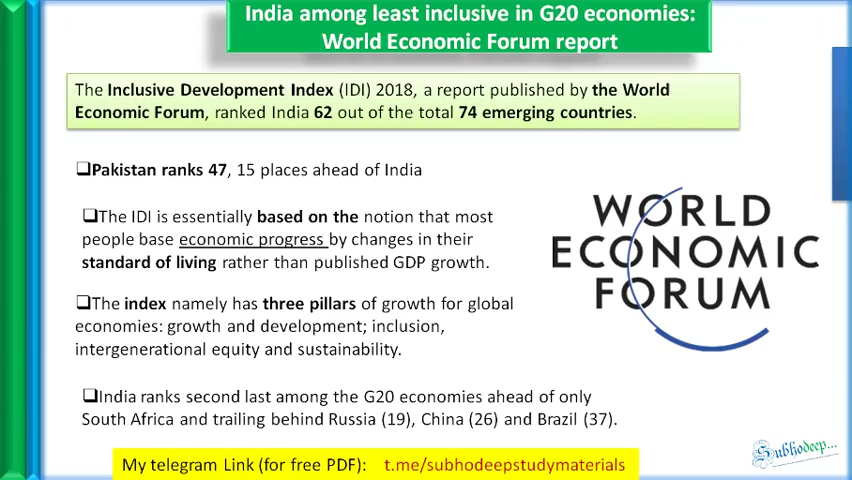 India among least inclusive in G20 economies:
World Economic Forum report
The Inclusive Development Index (IDI) 2018, a report published by the World
Economic Forum, ranked India 62 out of the total 74 emerging countries.
❑Pakistan ranks 47, 15 places ahead of India
❑The IDI is essentially based on the notion that most
people base economic progress by changes in their
standard of living rather than published GDP growth.
❑The index namely has three pillars of growth for global
economies: growth and development; inclusion,
intergenerational equity and sustainability.
❑India ranks second last among the G20 economies ahead of only
South Africa and trailing behind Russia (19), China (26) and Brazil (37).
WORLD
ECONOMIC
FORUM
My telegram Link (for free PDF): t.me/subhodeepstudymaterials
Subhodeep...